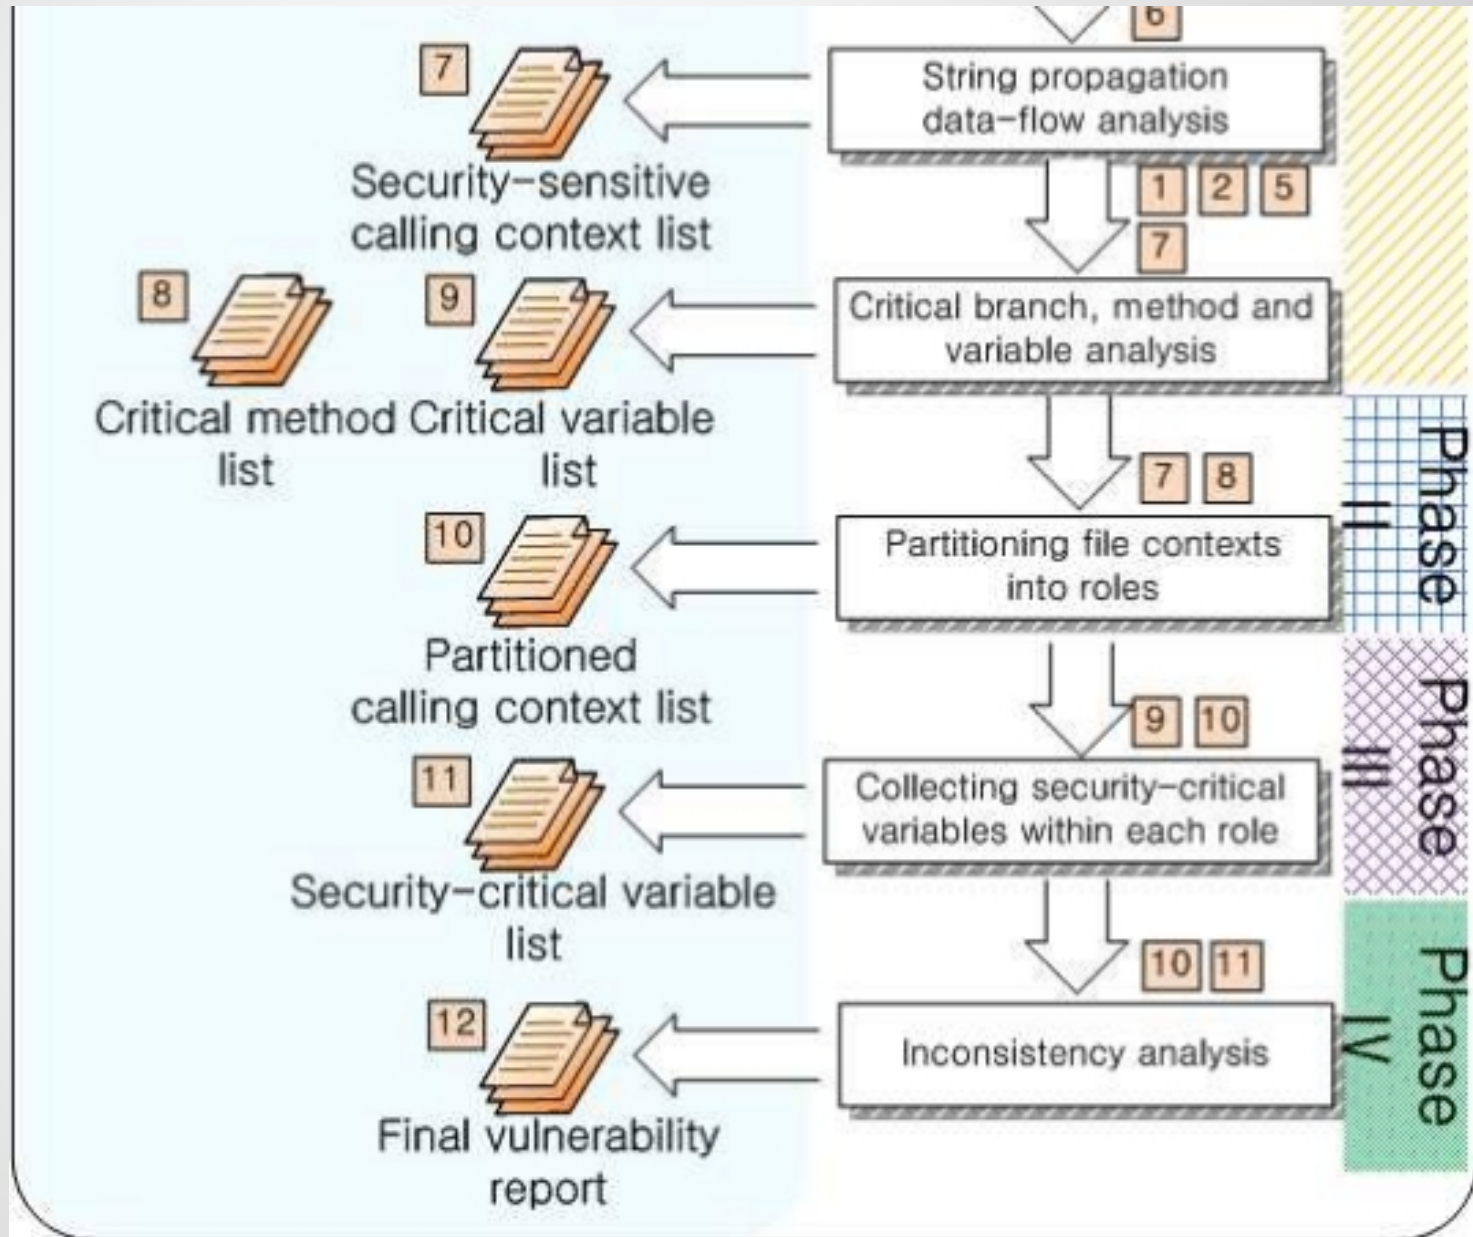 6
7
String propagation
data-flow analysis
Security-sensitive
calling context list
1 2 5
7
8
9
Critical branch, method and
variable analysis
Critical method
list
Critical variable
list
7 8
10
Partitioning file contexts
into roles
Phase
II
Partitioned
calling context list
9 10
11
Collecting security-critical
variables within each role
Phase
III
Security-critical variable
list
10 11
12
Inconsistency analysis
Phase
IV
Final vulnerability
report